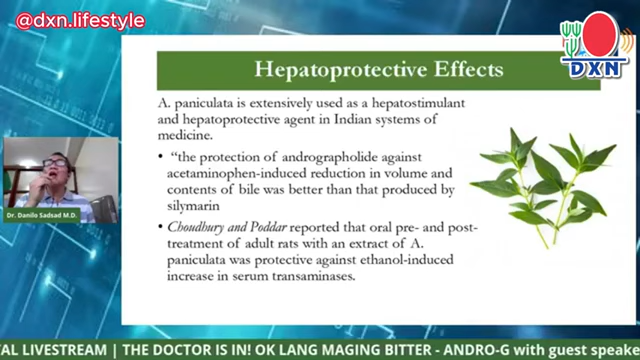 @dxn.lifestyle
DXN
Hepatoprotective Effects
A. paniculata is extensively used as a hepatostimulant
and hepatoprotective agent in Indian systems of
medicine.
• “the protection of andrographolide against
acetaminophen-induced reduction in volume and
contents of bile was better than that produced by
silymarin
• Choudhury and Poddar reported that oral pre- and post-
treatment of adult rats with an extract of A.
paniculata was protective against ethanol-induced
increase in serum transaminases.
Dr. Danilo Sadsad M.D.
TAL LIVESTREAM | THE DOCTOR IS IN! OK LANG MAGING BITTER - ANDRO-G with guest speake